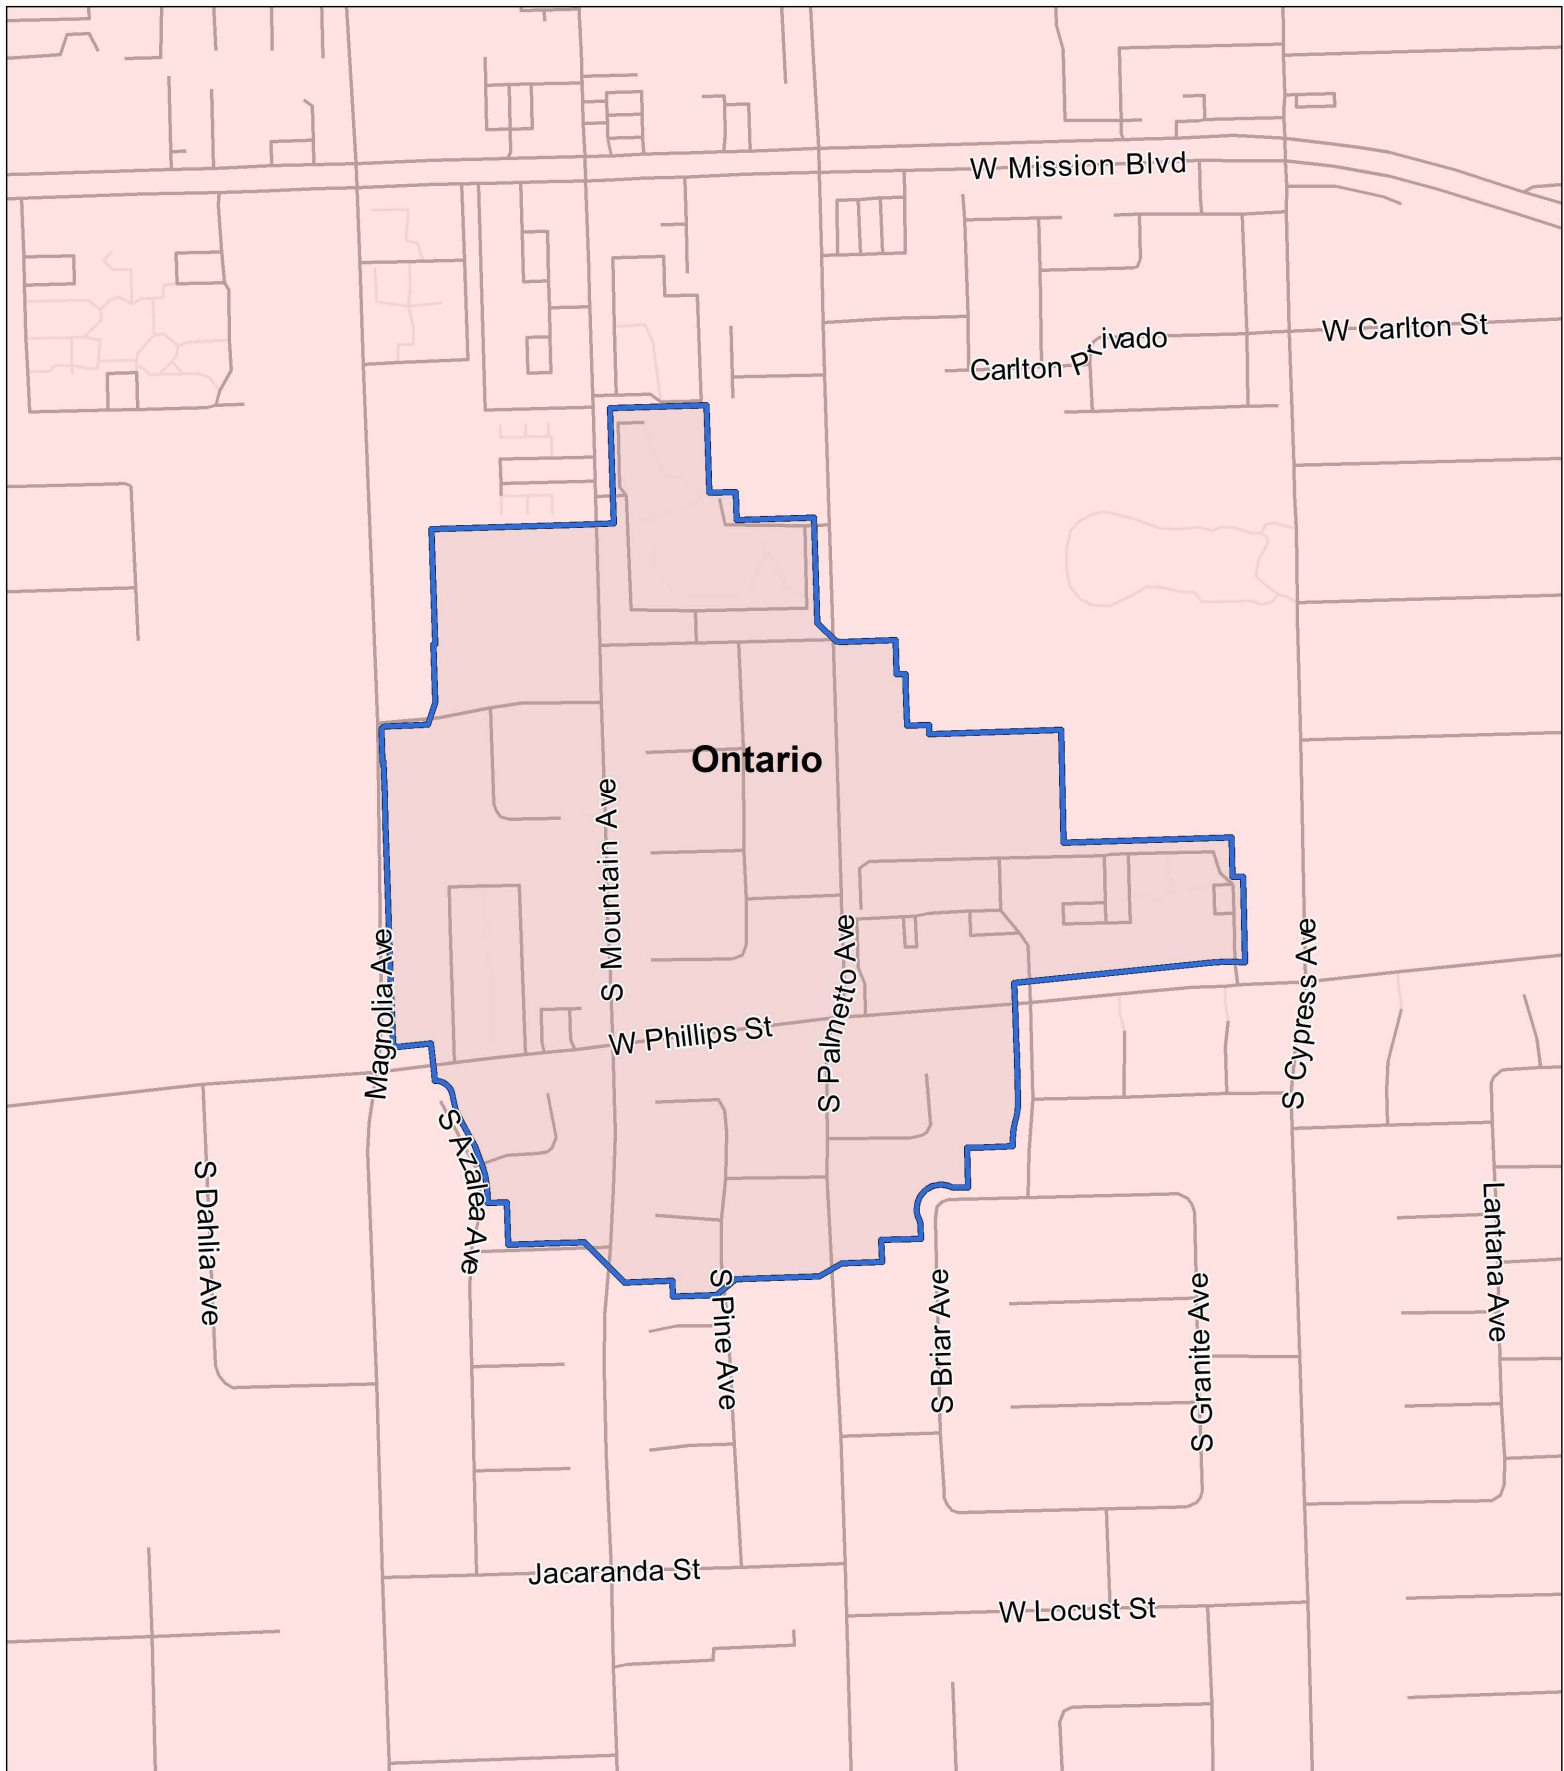 W Mission Blvd
W Carlton St
Carlton Privado
Ontario
S Mountain Ave
Magnolia Ave
S Palmetto Ave
S Cypress Ave
W Phillips St
S Azalea Ave
S Dahlia Ave
Lantana Ave
S Pine Ave
S Briar Ave
S Granite Ave
Jacaranda St
W Locust St